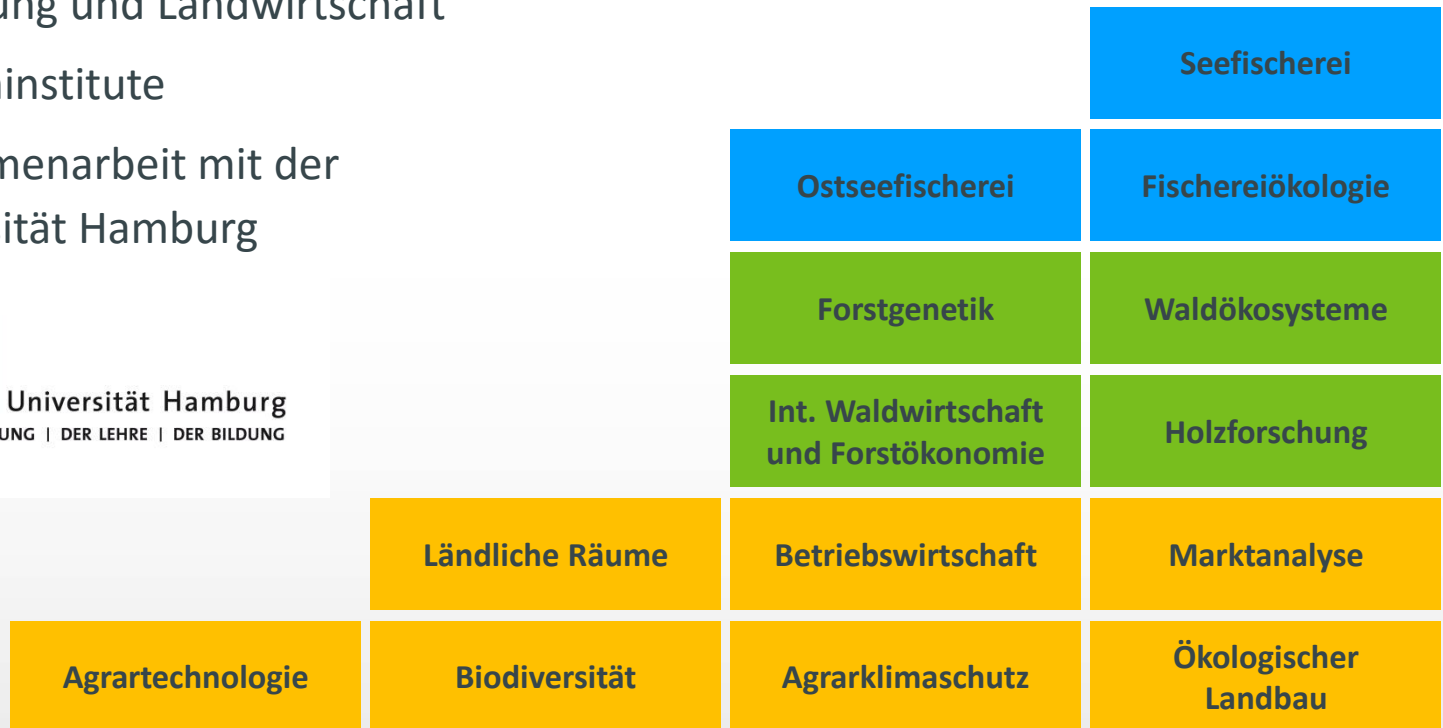 ung und Landwirtschaft
institute
menarbeit mit der
sität Hamburg
Universität Hamburg
UNG | DER LEHRE | DER BILDUNG
Seefischerei
Ostseefischerei
Fischereiökologie
Forstgenetik
Waldökosysteme
Int. Waldwirtschaft
und Forstökonomie
Holzforschung
Ländliche Räume
Betriebswirtschaft
Marktanalyse
Agrartechnologie
Biodiversität
Agrarklimaschutz
Ökologischer
Landbau